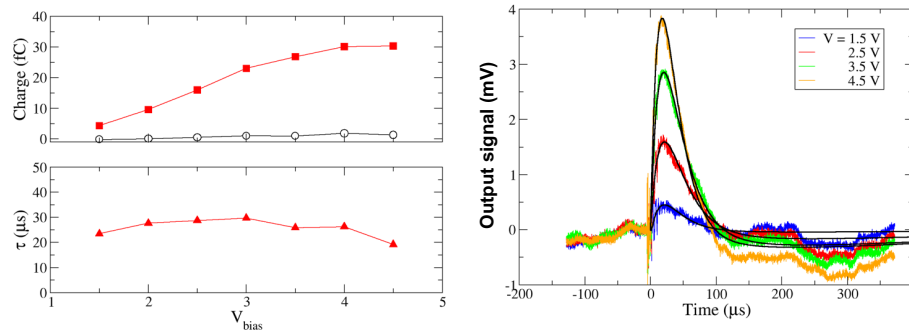 40
30
20
10
0
Charge (fC)
50
40
30
20
10
0
τ (μs)
1 2 3 4 5
V_bias
4
3
2
1
0
-1
Output signal (mV)
V = 1.5 V
2.5 V
3.5 V
4.5 V
-200 -100 0 100 200 300
Time (μs)